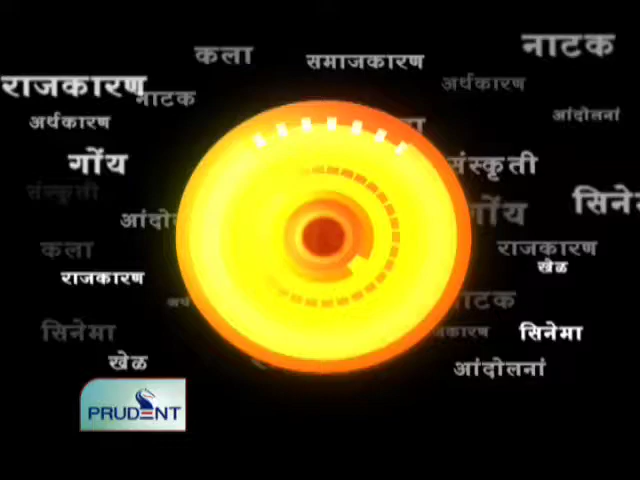 नाटक
कला
समाजकारण
राजकारण
अर्थकारण
नाटक
आंदोलनां
अर्थकारण
गोंय
संस्कृती
संस्कृती
सिनेमा
गोंय
कला
राजकारण
खेळ
राजकारण
नाटक
सिनेमा
सिनेमा
खेळ
आंदोलनां
PRUDENT